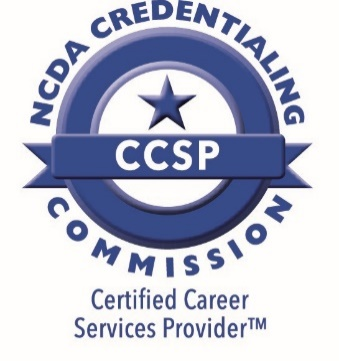 NCDA CREDENTIALING
CCSP
COMMISSION
Certified Career
Services Provider™